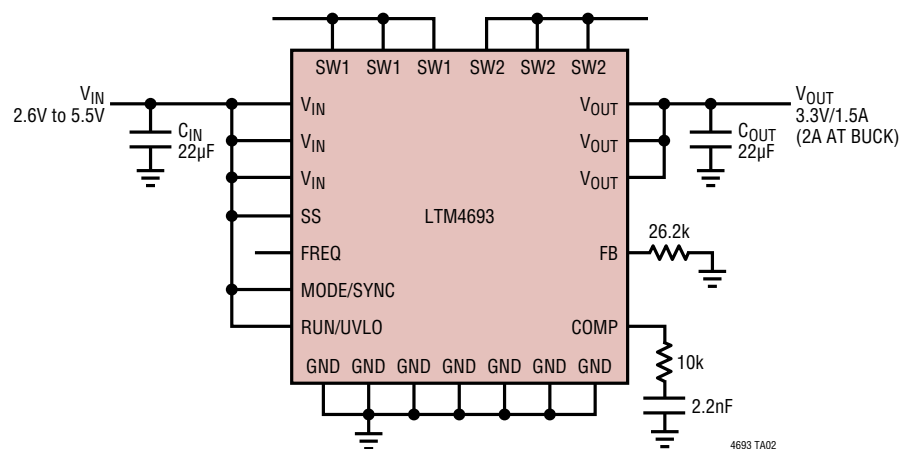 SW1 SW1 SW1 SW2 SW2 SW2
VIN
2.6V to 5.5V
CIN
22µF
VIN
VIN
VIN
SS
FREQ
MODE/SYNC
RUN/UVLO
LTM4693
VOUT
VOUT
VOUT
FB
COMP
GND GND GND GND GND GND GND
COUT
22µF
VOUT
3.3V/1.5A
(2A AT BUCK)
26.2k
10k
2.2nF
4693 TA02